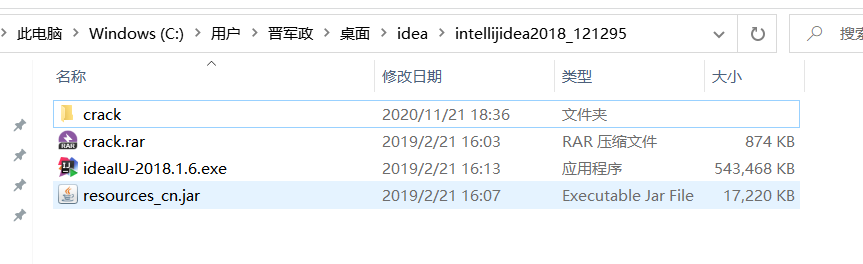 此电脑 > Windows (C:) > 用户 > 晋军政 > 桌面 > idea > intellijidea2018_121295 搜索
名称 修改日期 类型 大小
crack 2020/11/21 18:36 文件夹
RAR crack.rar 2019/2/21 16:03 RAR 压缩文件 874 KB
ideaIU-2018.1.6.exe 2019/2/21 16:13 应用程序 543,468 KB
resources_cn.jar 2019/2/21 16:07 Executable Jar File 17,220 KB